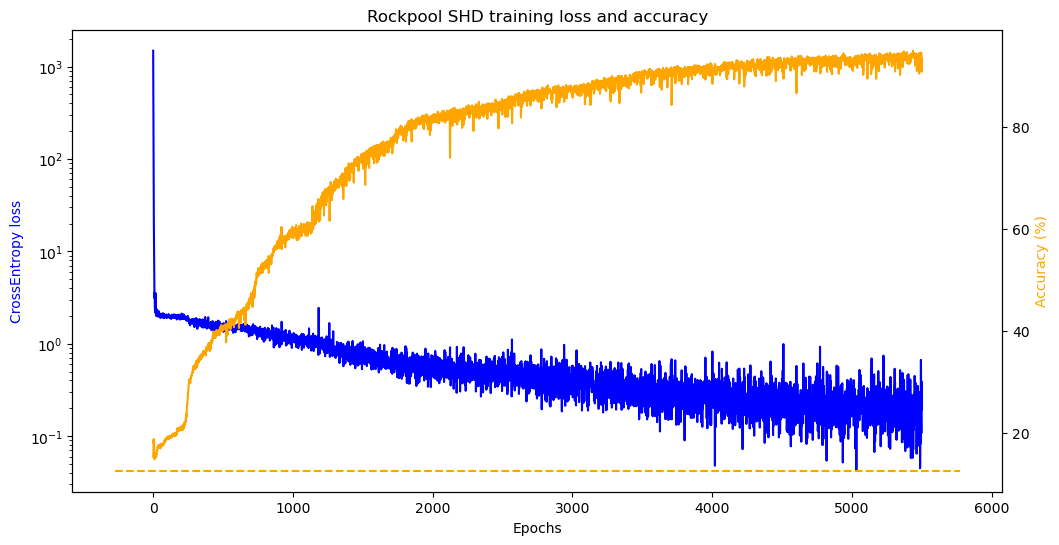 Rockpool SHD training loss and accuracy
CrossEntropy loss
10³
10²
10¹
10⁰
10⁻¹
80
60
40
20
Accuracy (%)
0 1000 2000 3000 4000 5000 6000
Epochs